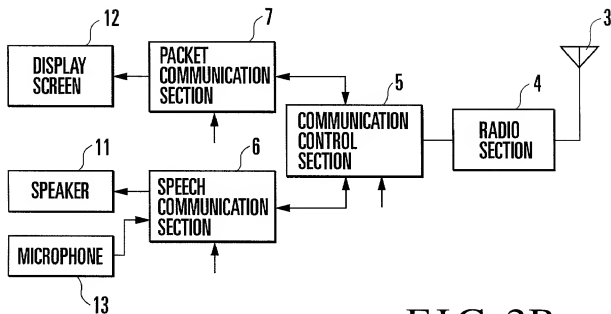 12
DISPLAY
SCREEN
7
PACKET
COMMUNICATION
SECTION
3
5
COMMUNICATION
CONTROL
SECTION
4
RADIO
SECTION
11
SPEAKER
6
SPEECH
COMMUNICATION
SECTION
MICROPHONE
13